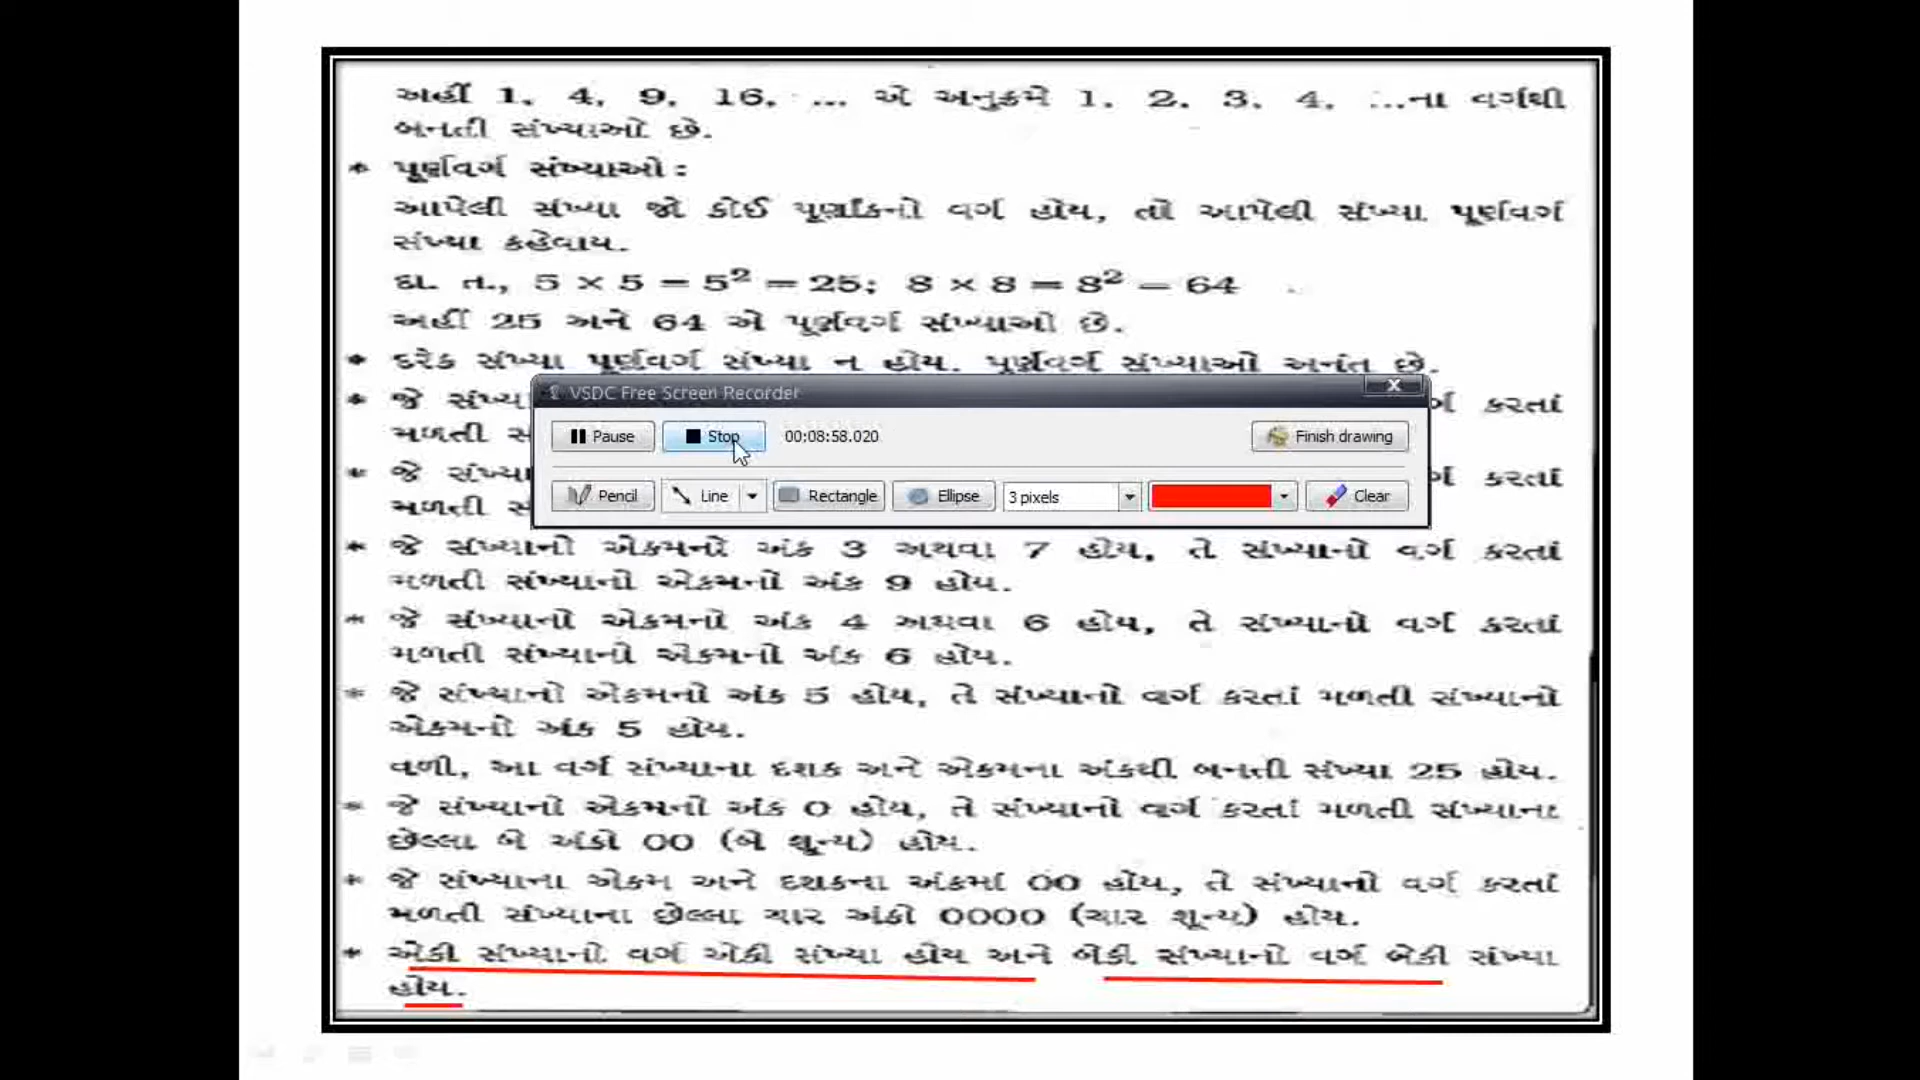 અહીં 1, 4, 9, 16, ... એ અનુક્રમે 1, 2, 3, 4, ...ના વર્ગથી
બનતી સંખ્યાઓ છે.
* પૂર્ણવર્ગ સંખ્યાઓ :
આપેલી સંખ્યા જો કોઈ પૂર્ણાંકનો વર્ગ હોય, તો આપેલી સંખ્યા પૂર્ણવર્ગ
સંખ્યા કહેવાય.
દા. ત., 5 × 5 = 5² = 25; 8 × 8 = 8² = 64
અહીં 25 અને 64 એ પૂર્ણવર્ગ સંખ્યાઓ છે.
* દરેક સંખ્યા પૂર્ણવર્ગ સંખ્યા ન હોય. પૂર્ણવર્ગ સંખ્યાઓ અનંત છે.
VSDC Free Screen Recorder
* જે કરતાં
મળતી
Pause Stop 00:08:58.020 Finish drawing
* જે કરતાં
Pencil Line Rectangle Ellipse 3 pixels Clear
મળતી
* જે સંખ્યાનો એકમનો અંક 3 અથવા 7 હોય, તે સંખ્યાનો વર્ગ કરતાં
મળતી સંખ્યાનો એકમનો અંક 9 હોય.
* જે સંખ્યાનો એકમનો અંક 4 અથવા 6 હોય, તે સંખ્યાનો વર્ગ કરતાં
મળતી સંખ્યાનો એકમનો અંક 6 હોય.
* જે સંખ્યાનો એકમનો અંક 5 હોય, તે સંખ્યાનો વર્ગ કરતાં મળતી સંખ્યાનો
એકમનો અંક 5 હોય.
વળી, આ વર્ગ સંખ્યાના દશક અને એકમના અંકથી બનતી સંખ્યા 25 હોય.
* જે સંખ્યાનો એકમનો અંક 0 હોય, તે સંખ્યાનો વર્ગ કરતાં મળતી સંખ્યાના
છેલ્લા બે અંકો 00 (બે શૂન્ય) હોય.
* જે સંખ્યાના એકમ અને દશકના અંકમાં 00 હોય, તે સંખ્યાનો વર્ગ કરતાં
મળતી સંખ્યાના છેલ્લા ચાર અંકો 0000 (ચાર શૂન્ય) હોય.
* એકી સંખ્યાનો વર્ગ એકી સંખ્યા હોય અને બેકી સંખ્યાનો વર્ગ બેકી સંખ્યા
હોય.